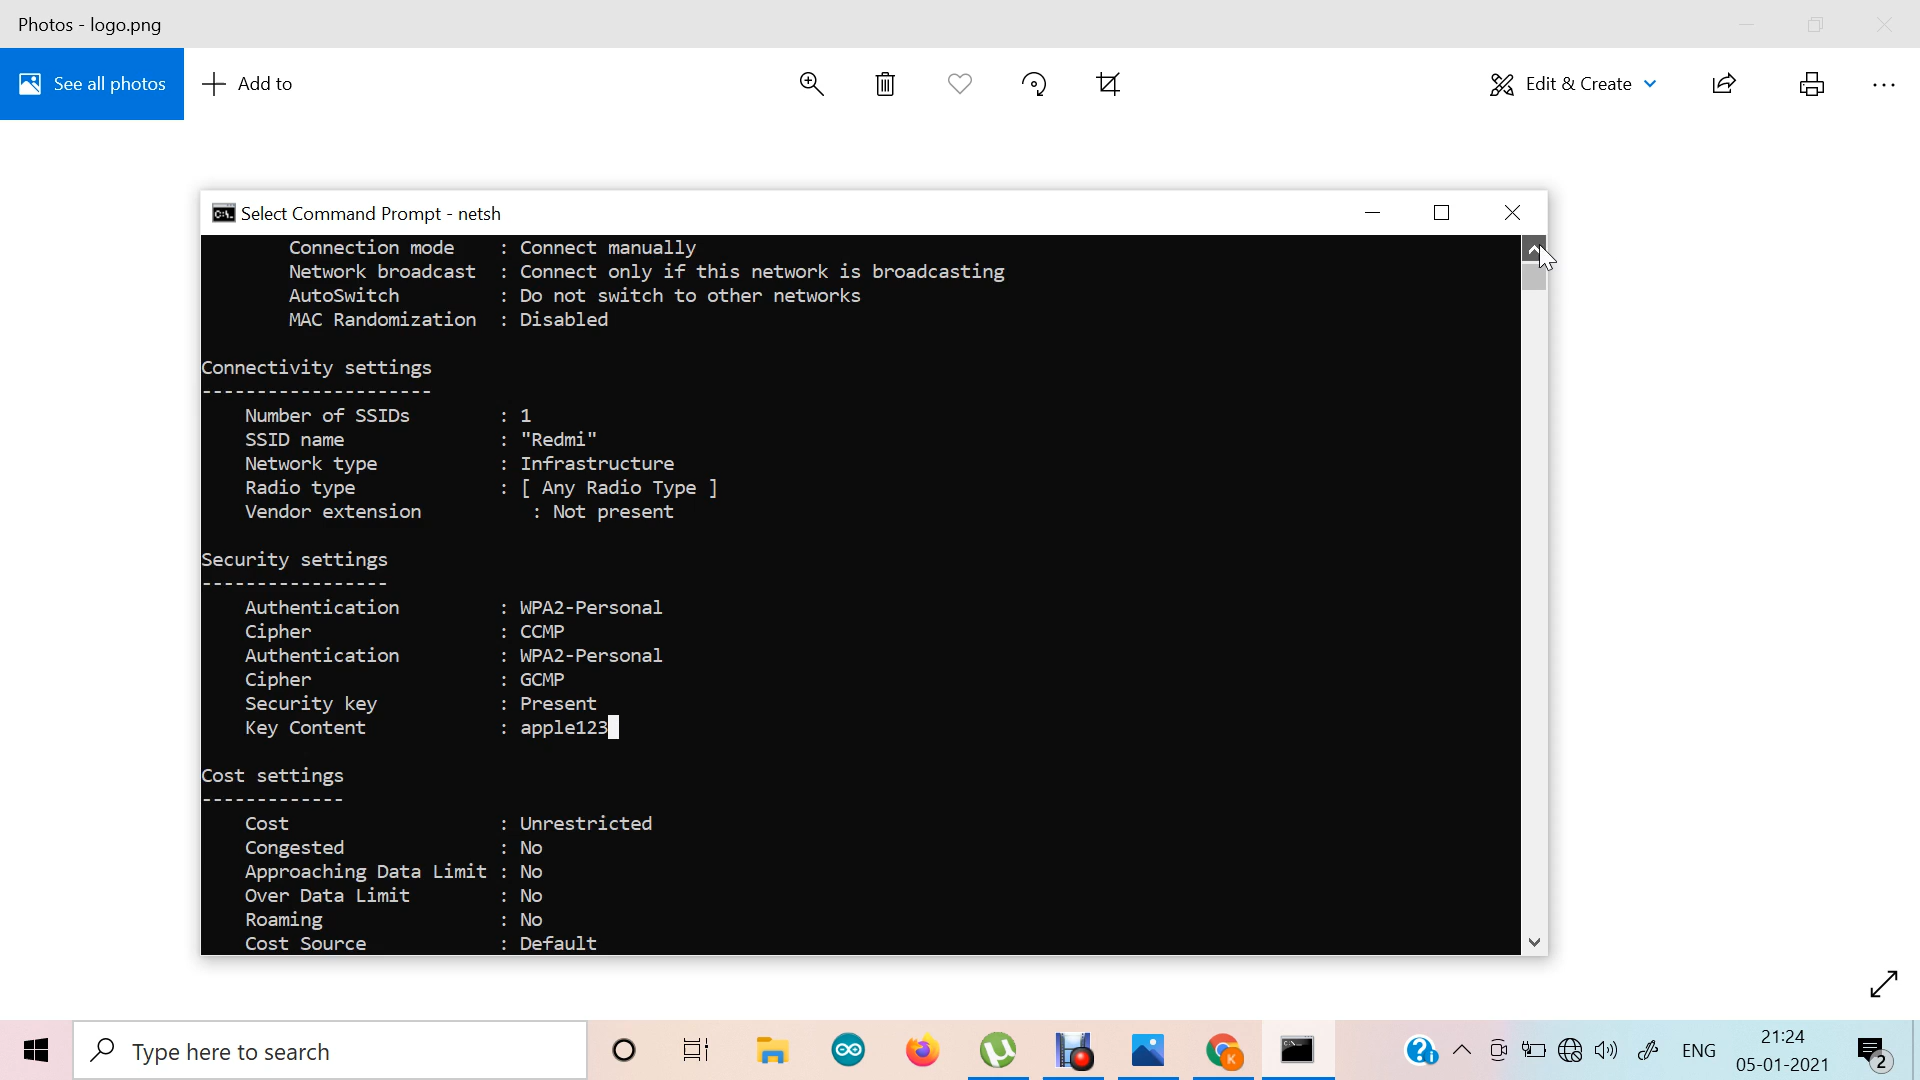 Photos - logo.png
See all photos
Add to
Edit & Create
Select Command Prompt - netsh
Connection mode : Connect manually
Network broadcast : Connect only if this network is broadcasting
AutoSwitch : Do not switch to other networks
MAC Randomization : Disabled
Connectivity settings
---------------------
Number of SSIDs : 1
SSID name : "Redmi"
Network type : Infrastructure
Radio type : [ Any Radio Type ]
Vendor extension : Not present
Security settings
-----------------
Authentication : WPA2-Personal
Cipher : CCMP
Authentication : WPA2-Personal
Cipher : GCMP
Security key : Present
Key Content : apple123
Cost settings
-------------
Cost : Unrestricted
Congested : No
Approaching Data Limit : No
Over Data Limit : No
Roaming : No
Cost Source : Default
Type here to search
ENG
21:24
05-01-2021
2